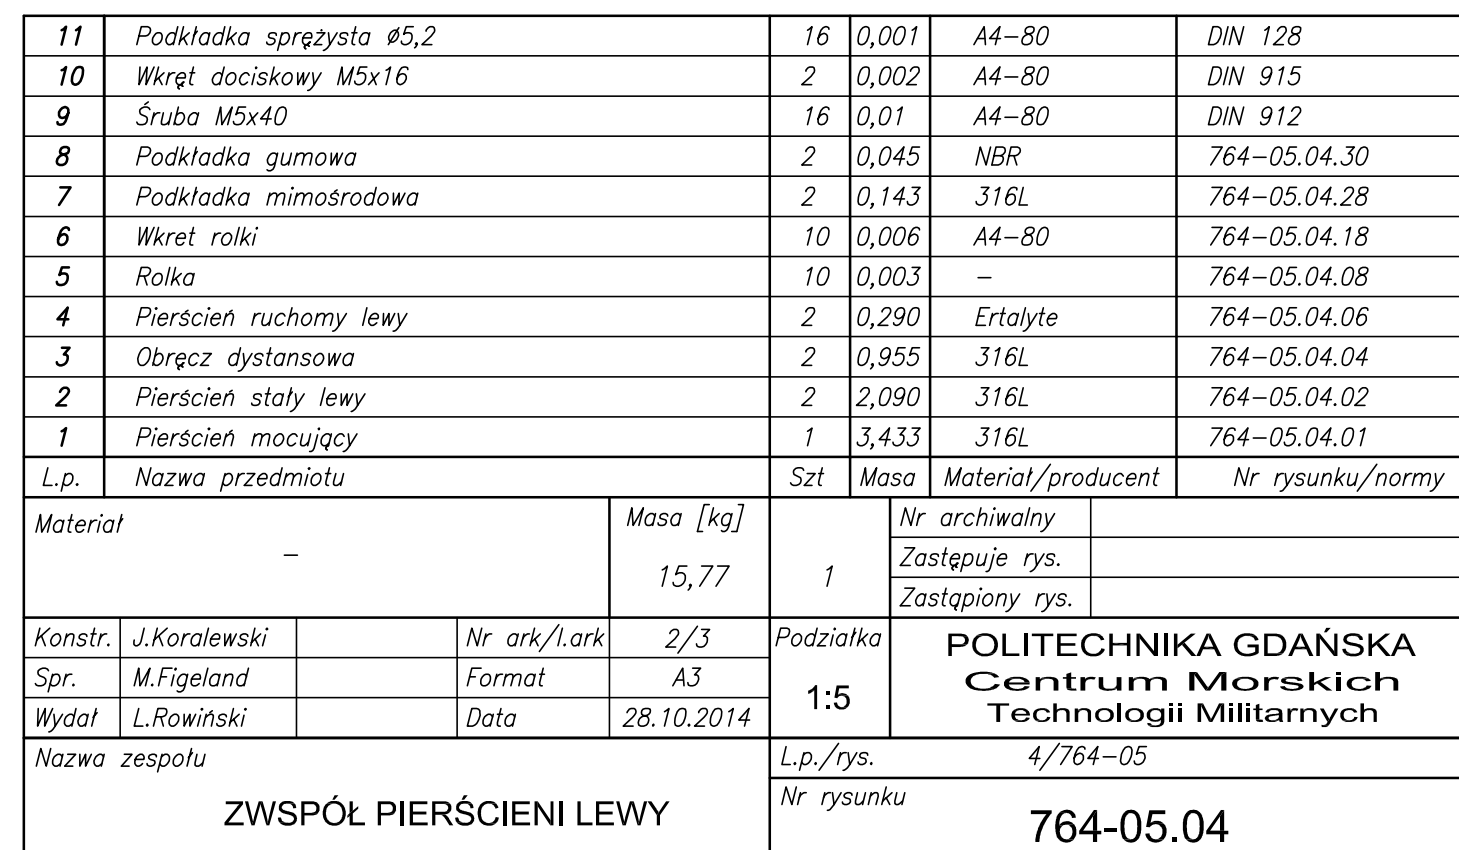 11 Podkładka sprężysta ø5,2 16 0,001 A4-80 DIN 128
10 Wkręt dociskowy M5x16 2 0,002 A4-80 DIN 915
9 Śruba M5x40 16 0,01 A4-80 DIN 912
8 Podkładka gumowa 2 0,045 NBR 764-05.04.30
7 Podkładka mimośrodowa 2 0,143 316L 764-05.04.28
6 Wkret rolki 10 0,006 A4-80 764-05.04.18
5 Rolka 10 0,003 - 764-05.04.08
4 Pierścień ruchomy lewy 2 0,290 Ertalyte 764-05.04.06
3 Obręcz dystansowa 2 0,955 316L 764-05.04.04
2 Pierścień stały lewy 2 2,090 316L 764-05.04.02
1 Pierścień mocujący 1 3,433 316L 764-05.04.01
L.p. Nazwa przedmiotu Szt Masa Materiał/producent Nr rysunku/normy
Materiał Masa [kg] Nr archiwalny
- 15,77 1 Zastępuje rys.
Zastąpiony rys.
Konstr. J.Koralewski Nr ark/l.ark 2/3 Podziałka POLITECHNIKA GDAŃSKA
Spr. M.Figeland Format A3 1:5 Centrum Morskich
Wydał L.Rowiński Data 28.10.2014 Technologii Militarnych
Nazwa zespołu L.p./rys. 4/764-05
ZWSPÓŁ PIERŚCIENI LEWY Nr rysunku
764-05.04